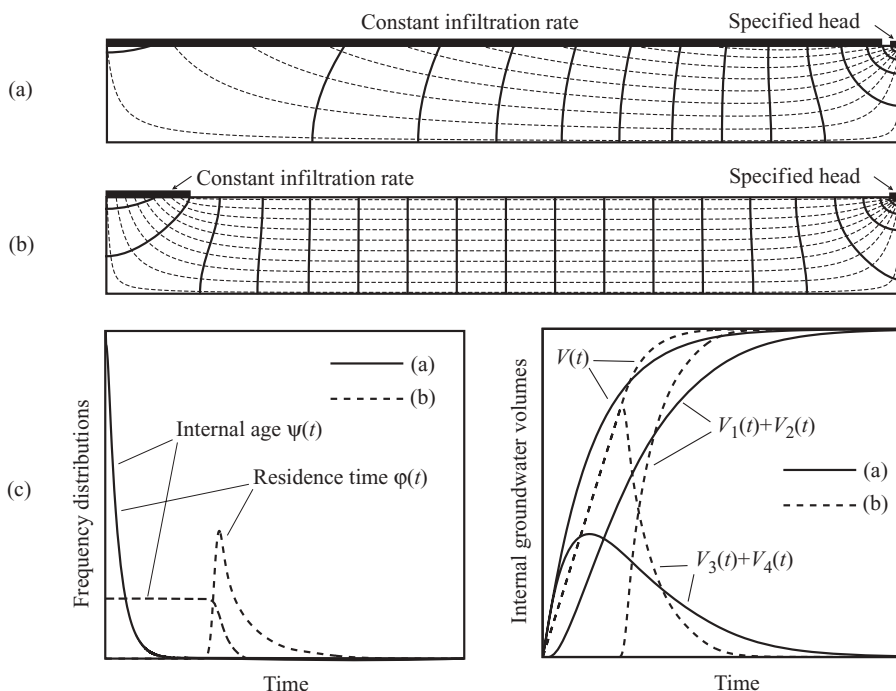 Constant infiltration rate
Specified head
(a)
Constant infiltration rate
Specified head
(b)
(c)
Frequency distributions
(a)
(b)
Internal age ψ(t)
Residence time φ(t)
Time
Internal groundwater volumes
V(t)
V1(t)+V2(t)
(a)
(b)
V3(t)+V4(t)
Time